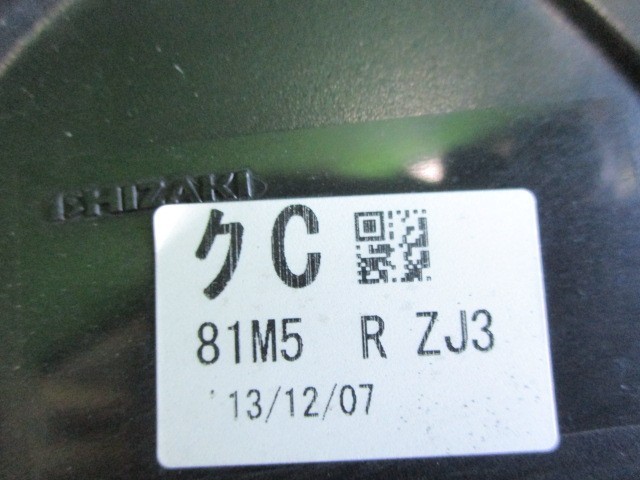 ICHIZAKI
クC
81M5 R ZJ3
'13/12/07